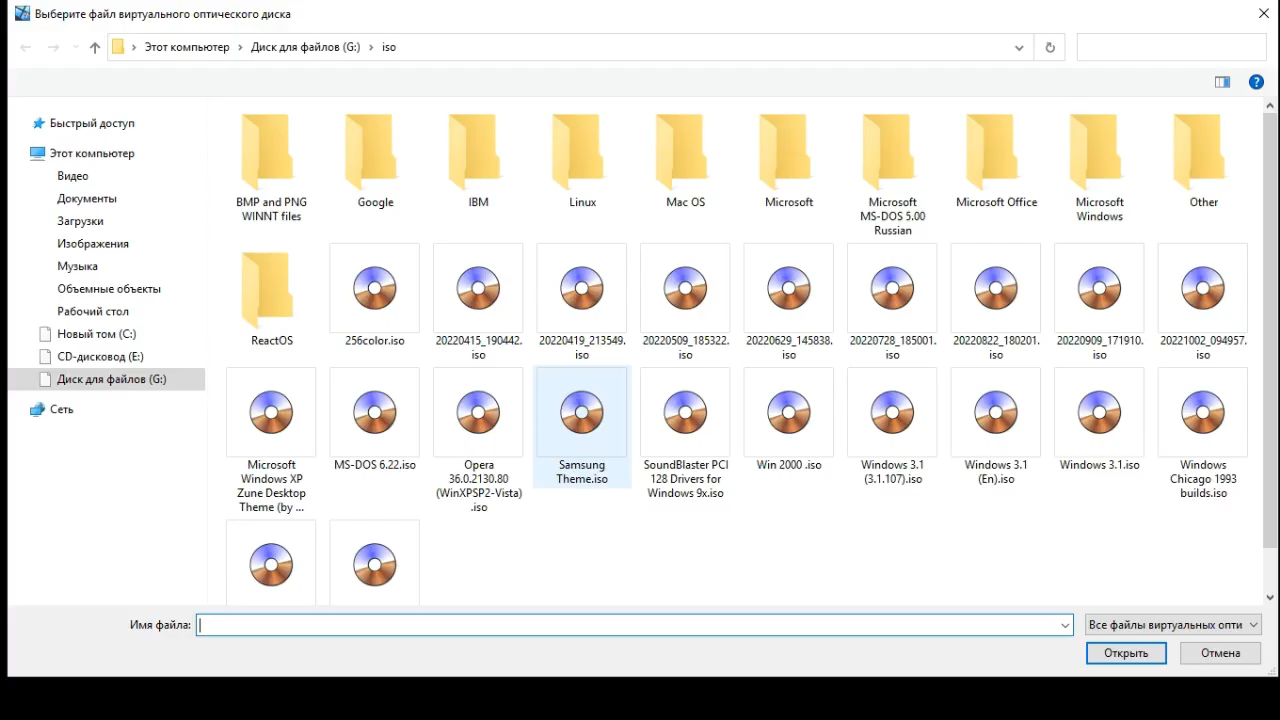 Выберите файл виртуального оптического диска
Этот компьютер
Диск для файлов (G:)
iso
Быстрый доступ
Этот компьютер
Видео
Документы
Загрузки
Изображения
Музыка
Объемные объекты
Рабочий стол
Новый том (C:)
CD-дисковод (E:)
Диск для файлов (G:)
Сеть
BMP and PNG
WINNT files
Google
IBM
Linux
Mac OS
Microsoft
Microsoft
MS-DOS 5.00
Russian
Microsoft Office
Microsoft
Windows
Other
ReactOS
256color.iso
20220415_190442.
iso
20220419_213549.
iso
20220509_185322.
iso
20220629_145838.
iso
20220728_185001.
iso
20220822_180201.
iso
20220909_171910.
iso
20221002_094957.
iso
Microsoft
Windows XP
Zune Desktop
Theme (by ...
MS-DOS 6.22.iso
Opera
36.0.2130.80
(WinXPSP2-Vista)
.iso
Samsung
Theme.iso
SoundBlaster PCI
128 Drivers for
Windows 9x.iso
Win 2000 .iso
Windows 3.1
(3.1.107).iso
Windows 3.1
(En).iso
Windows 3.1.iso
Windows
Chicago 1993
builds.iso
Имя файла:
Все файлы виртуальных опти
Открыть
Отмена